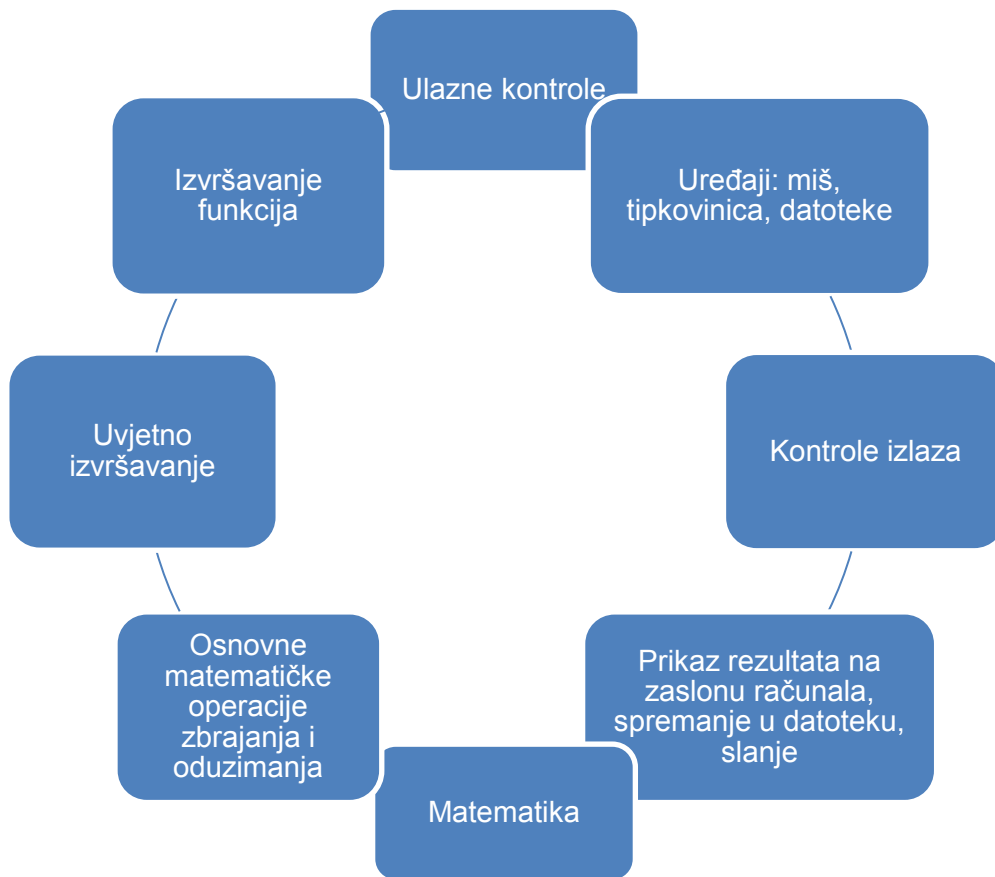 Ulazne kontrole
Uređaji: miš,
tipkovinica, datoteke
Kontrole izlaza
Prikaz rezultata na
zaslonu računala,
spremanje u datoteku,
slanje
Matematika
Osnovne
matematičke
operacije
zbrajanja i
oduzimanja
Uvjetno
izvršavanje
Izvršavanje
funkcija